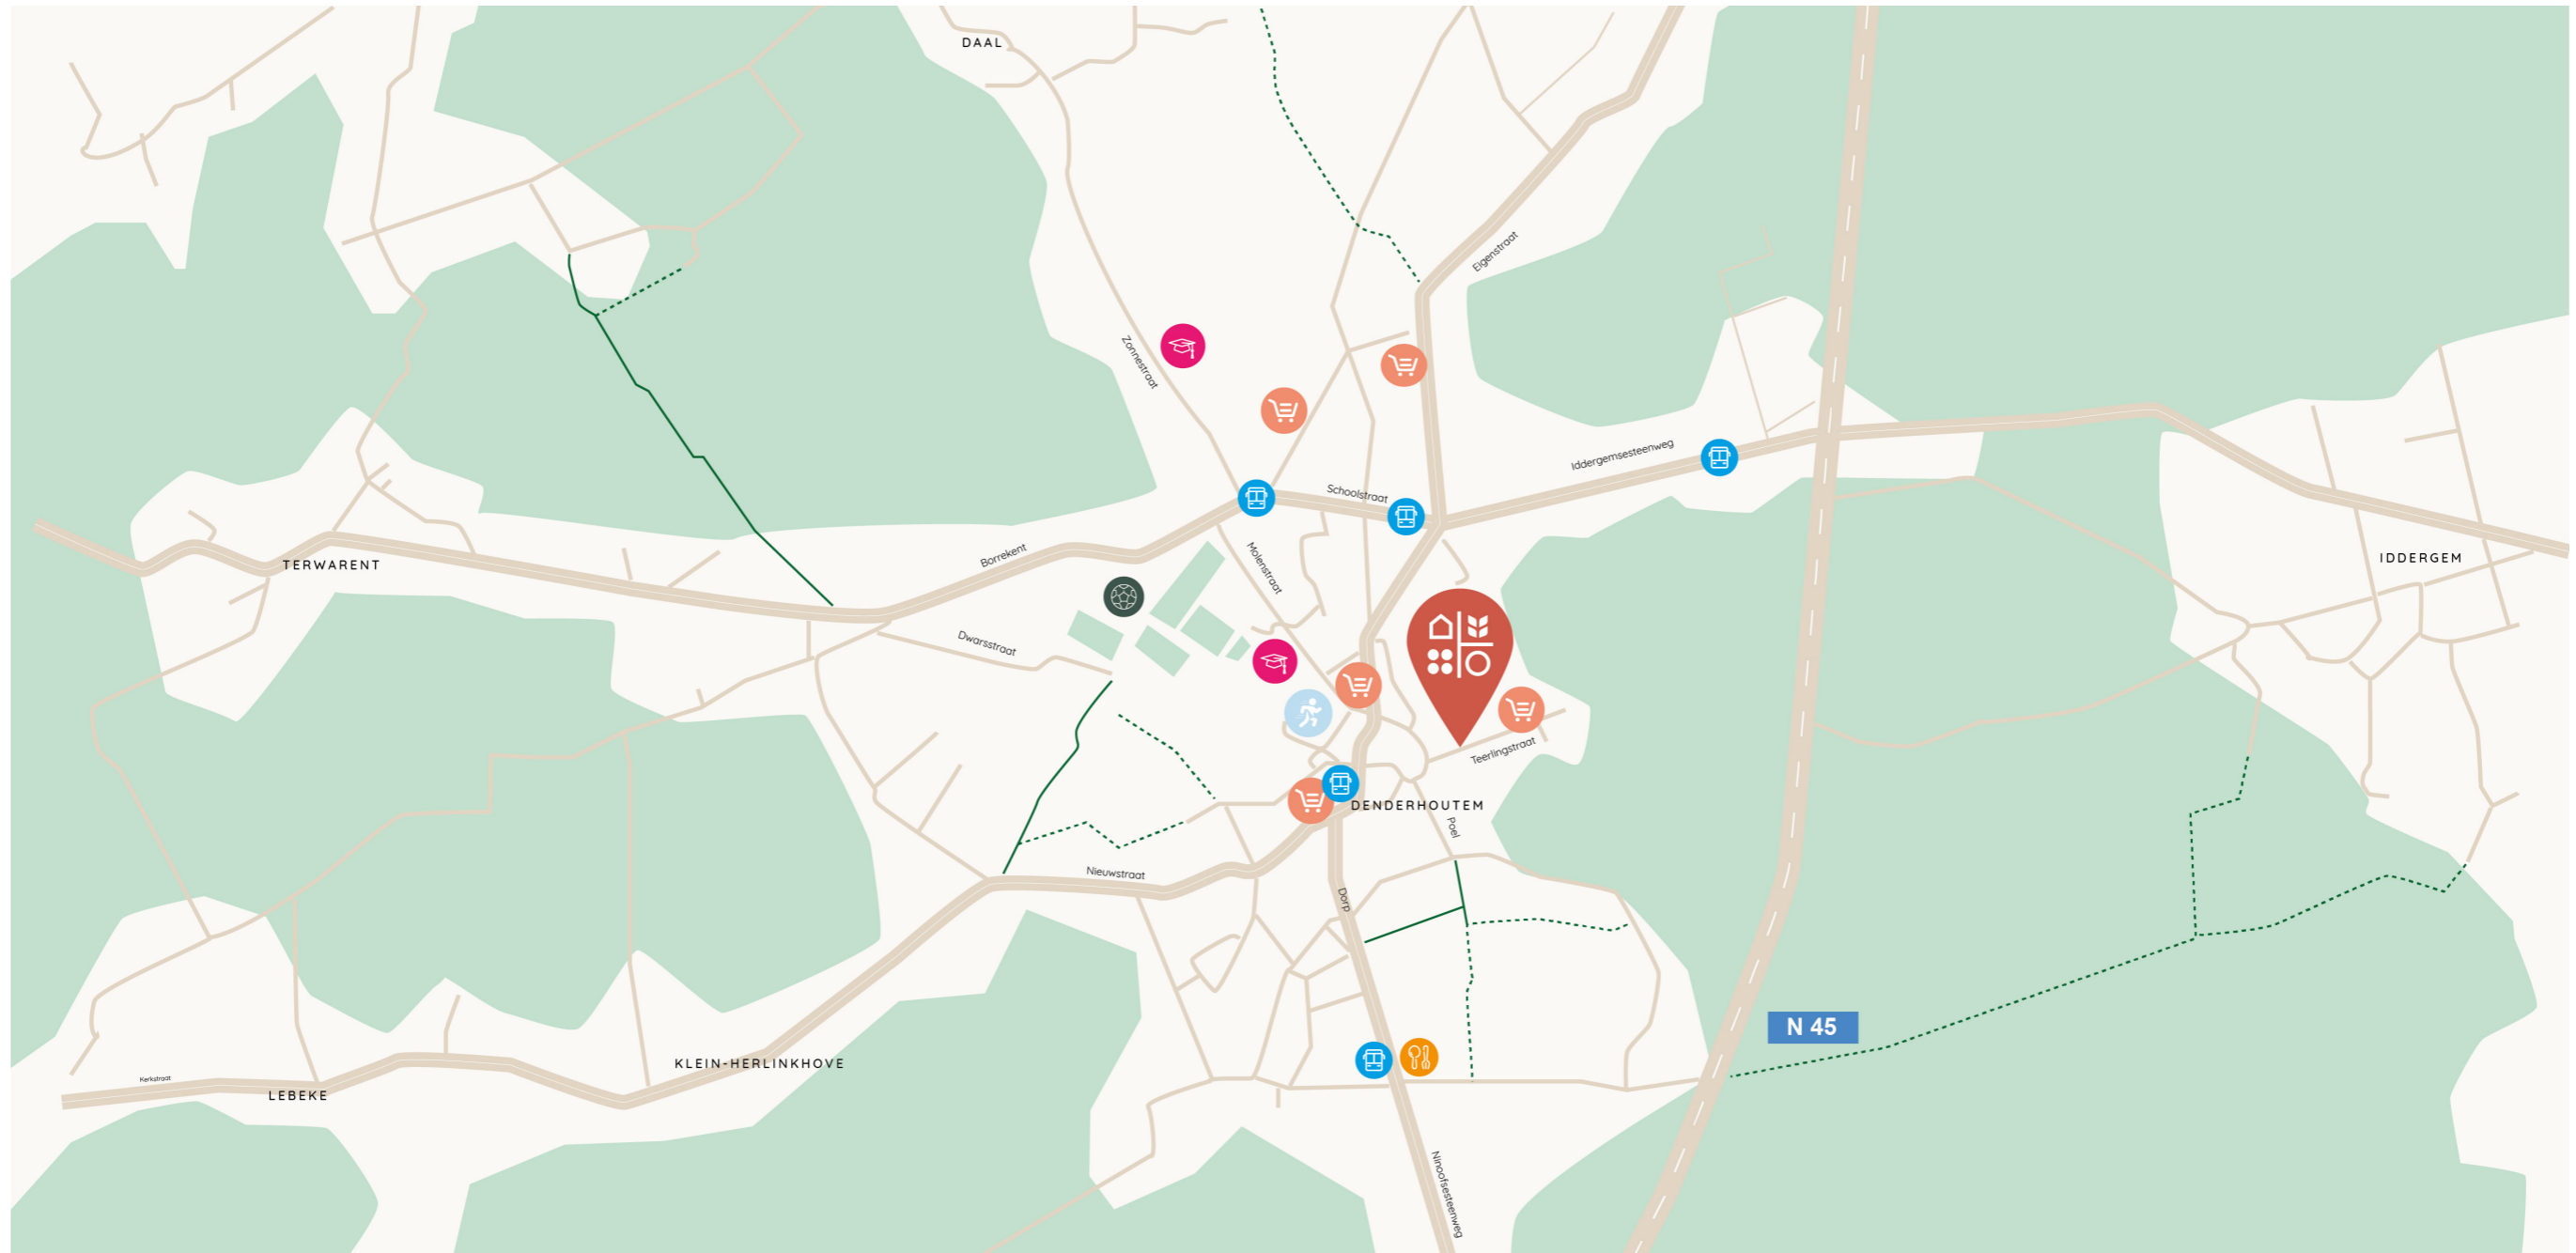 DAAL
Eigenstraat
Zonnestraat
Iddergemsesteenweg
Schoolstraat
Borrekent
Molenstraat
TERWARENT
IDDERGEM
Dwarsstraat
Teerlingstraat
DENDERHOUTEM
Poel
Nieuwstraat
Dorp
N 45
KLEIN-HERLINKHOVE
Kerkstraat
LEBEKE
Ninoofsesteenweg